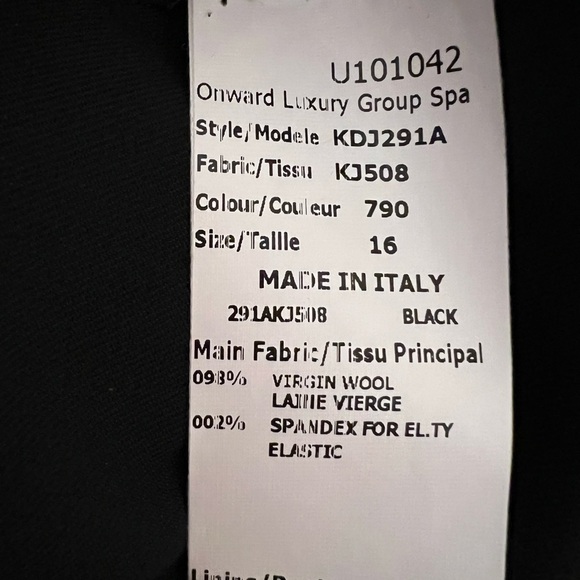 U101042
Onward Luxury Group Spa
Style/Modele KDJ291A
Fabric/Tissu KJ508
Colour/Couleur 790
Size/Taille 16
MADE IN ITALY
291AKJ508 BLACK
Main Fabric/Tissu Principal
098% VIRGIN WOOL
LAINE VIERGE
002% SPANDEX FOR EL.TY
ELASTIC